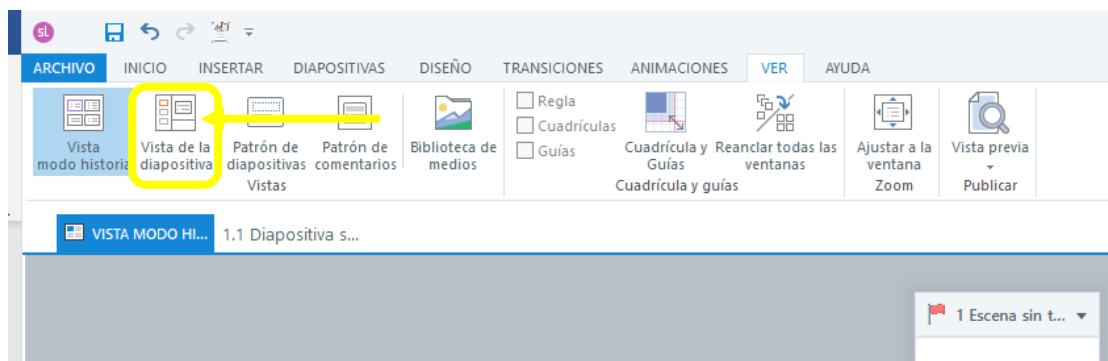 sl
ARCHIVO INICIO INSERTAR DIAPOSITIVAS DISEÑO TRANSICIONES ANIMACIONES VER AYUDA
Vista
modo historia
Vista de la
diapositiva
Patrón de
diapositivas
Patrón de
comentarios
Vistas
Biblioteca de
medios
Regla
Cuadrículas
Guías
Cuadrícula y
Guías
Reanclar todas las
ventanas
Cuadrícula y guías
Ajustar a la
ventana
Zoom
Vista previa
Publicar
VISTA MODO HI... 1.1 Diapositiva s...
1 Escena sin t...